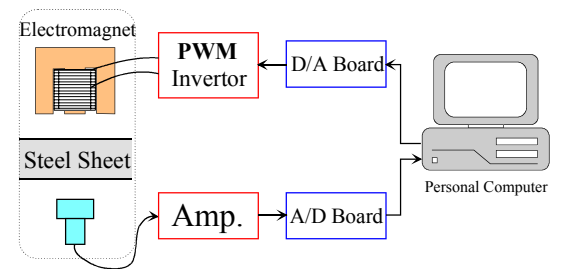 Electromagnet
PWM
Invertor
D/A Board
Steel Sheet
Personal Computer
Amp.
A/D Board